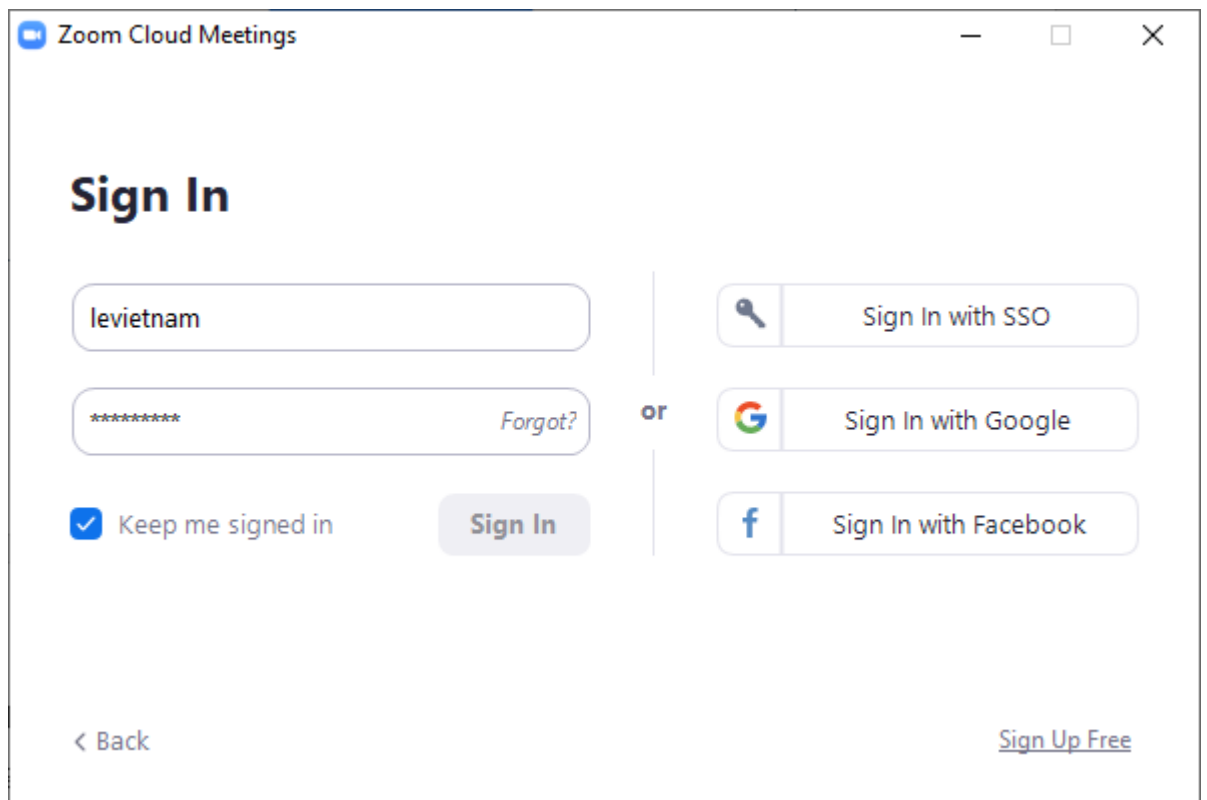 Zoom Cloud Meetings
Sign In
levietnam
*********
Forgot?
Keep me signed in
Sign In
or
Sign In with SSO
Sign In with Google
Sign In with Facebook
Back
Sign Up Free